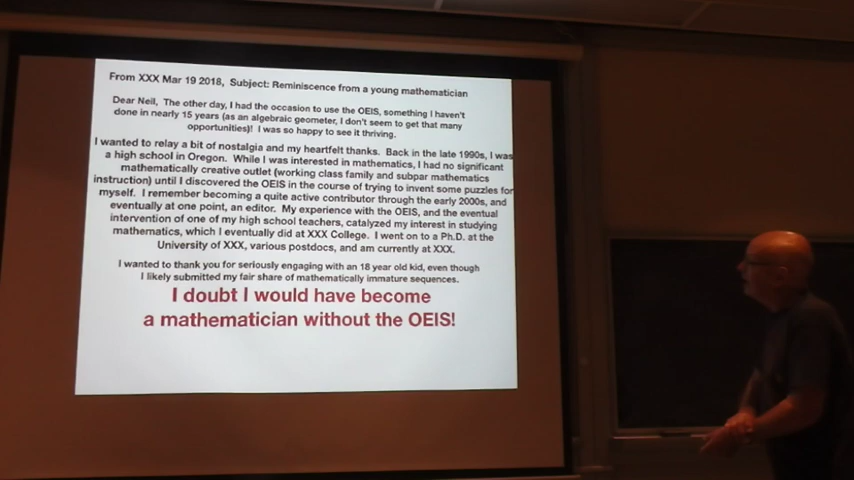 From XXX Mar 19 2018, Subject: Reminiscence from a young mathematician
Dear Neil, The other day, I had the occasion to use the OEIS, something I haven't
done in nearly 15 years (as an algebraic geometer, I don't seem to get that many
opportunities)! I was so happy to see it thriving.
I wanted to relay a bit of nostalgia and my heartfelt thanks. Back in the late 1990s, I was
a high school in Oregon. While I was interested in mathematics, I had no significant
mathematically creative outlet (working class family and subpar mathematics
instruction) until I discovered the OEIS in the course of trying to invent some puzzles for
myself. I remember becoming a quite active contributor through the early 2000s, and
eventually at one point, an editor. My experience with the OEIS, and the eventual
intervention of one of my high school teachers, catalyzed my interest in studying
mathematics, which I eventually did at XXX College. I went on to a Ph.D. at the
University of XXX, various postdocs, and am currently at XXX.
I wanted to thank you for seriously engaging with an 18 year old kid, even though
I likely submitted my fair share of mathematically immature sequences.
I doubt I would have become
a mathematician without the OEIS!